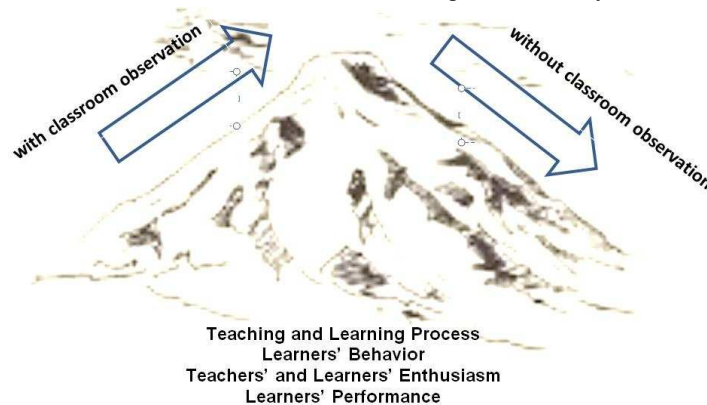 with classroom observation
without classroom observation
Teaching and Learning Process
Learners' Behavior
Teachers' and Learners' Enthusiasm
Learners' Performance